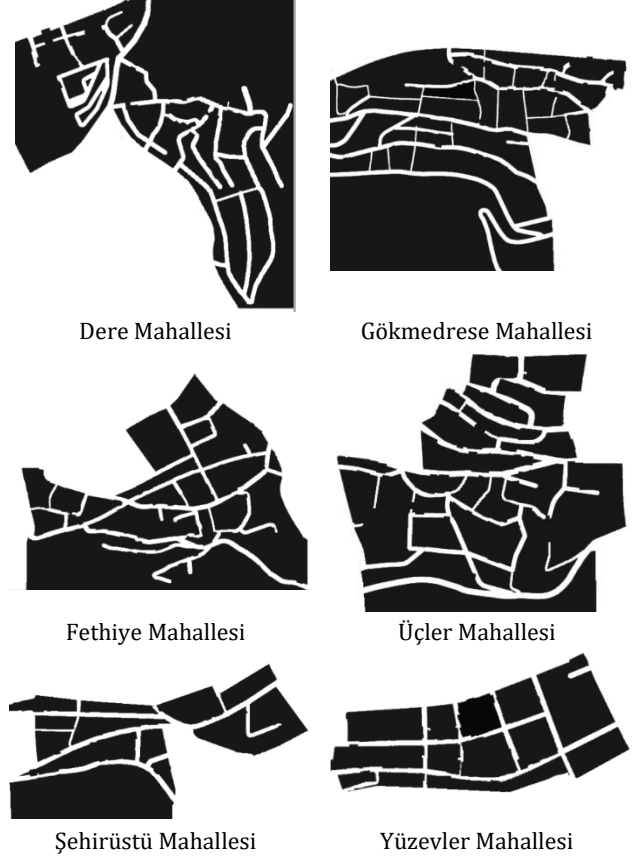 Dere Mahallesi
Gökmedrese Mahallesi
Fethiye Mahallesi
Üçler Mahallesi
Şehirüstü Mahallesi
Yüzevler Mahallesi